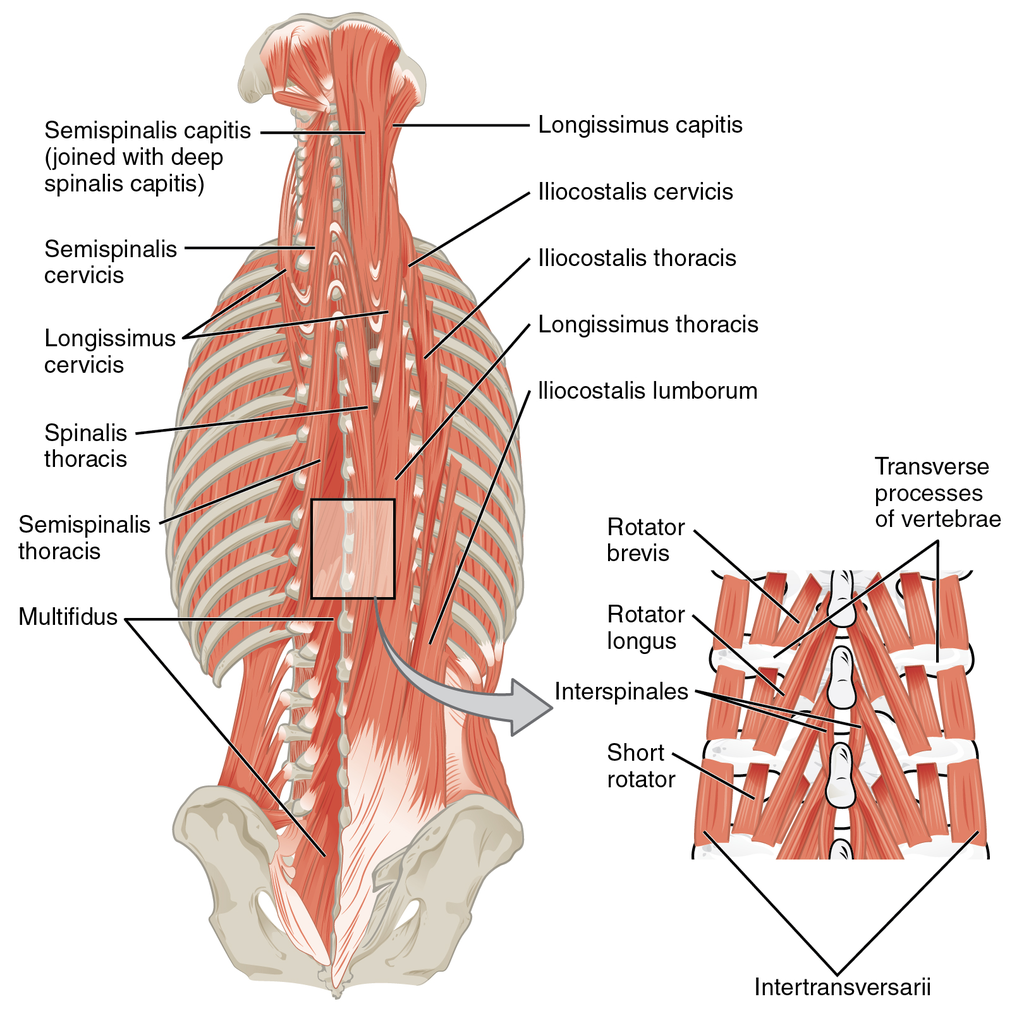 Semispinalis capitis
(joined with deep
spinalis capitis)
Semispinalis
cervicis
Longissimus
cervicis
Spinalis
thoracis
Semispinalis
thoracis
Multifidus
Longissimus capitis
Iliocostalis cervicis
Iliocostalis thoracis
Longissimus thoracis
Iliocostalis lumborum
Transverse
processes
of vertebrae
Rotator
brevis
Rotator
longus
Interspinales
Short
rotator
Intertransversarii